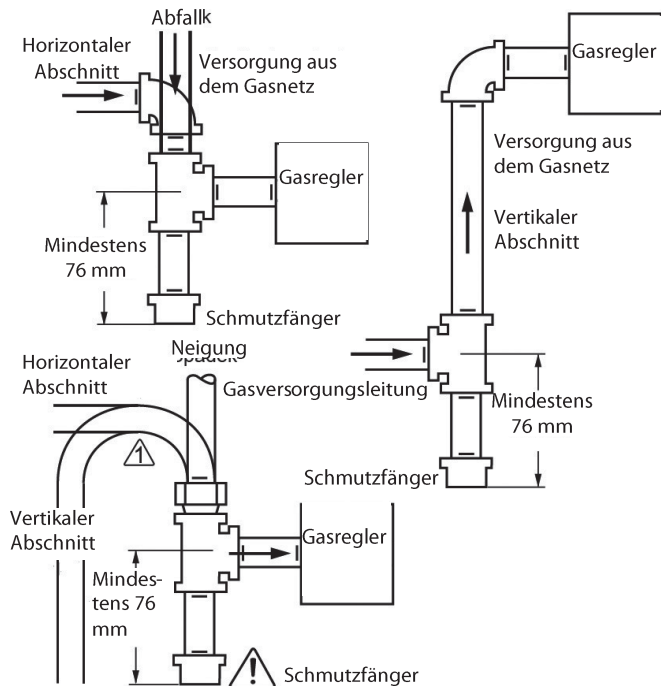 Abfallk
Horizontaler
Abschnitt
Versorgung aus
dem Gasnetz
Gasregler
Mindestens
76 mm
Schmutzfänger
Gasregler
Versorgung aus
dem Gasnetz
Vertikaler
Abschnitt
Gasversorgungsleitung
Mindestens
76 mm
Schmutzfänger
Neigung
Horizontaler
Abschnitt
1
Vertikaler
Abschnitt
Gasregler
Mindes-
tens 76
mm
!
Schmutzfänger